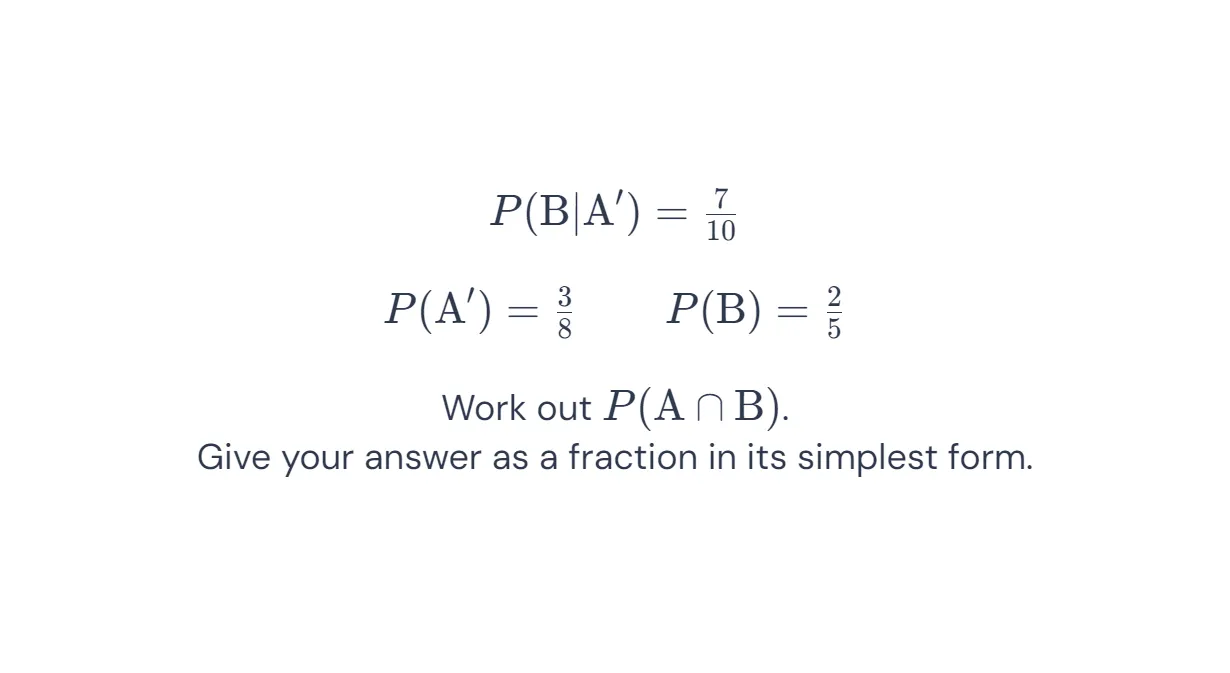 P(B|A′) = 7/10
P(A′) = 3/8 P(B) = 2/5
Work out P(A ∩ B).
Give your answer as a fraction in its simplest form.